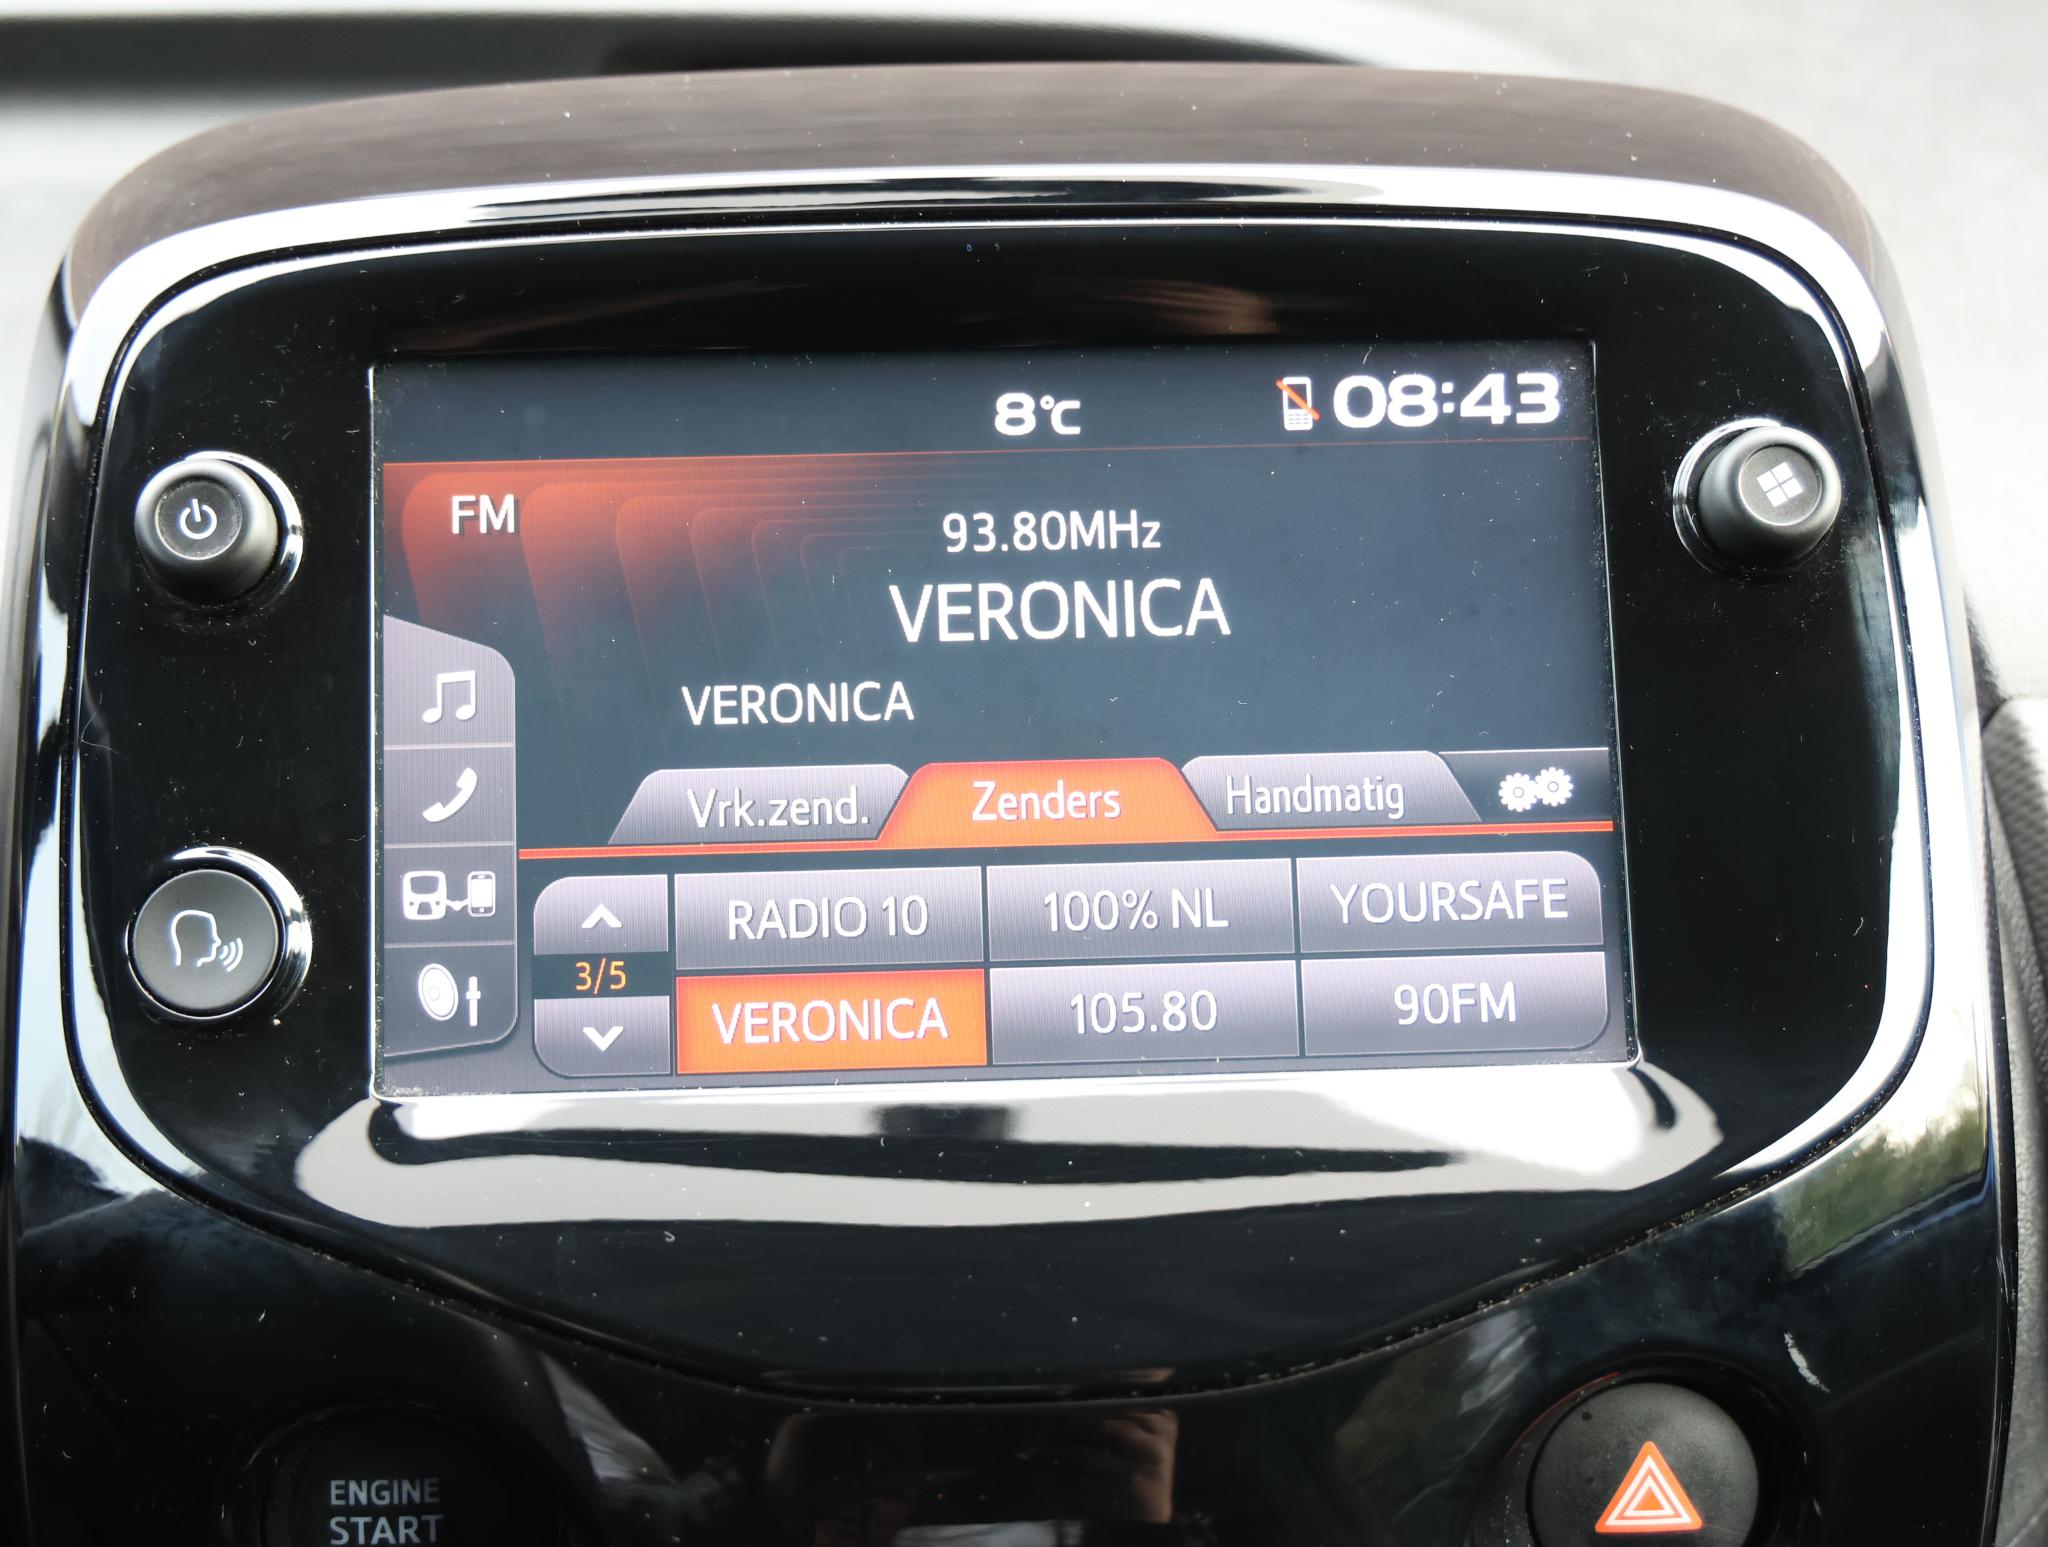 8°C 08:43
FM
93.80MHz
VERONICA
VERONICA
Vrk.zend. Zenders Handmatig
RADIO 10 100% NL YOURSAFE
3/5
VERONICA 105.80 90FM
ENGINE
START